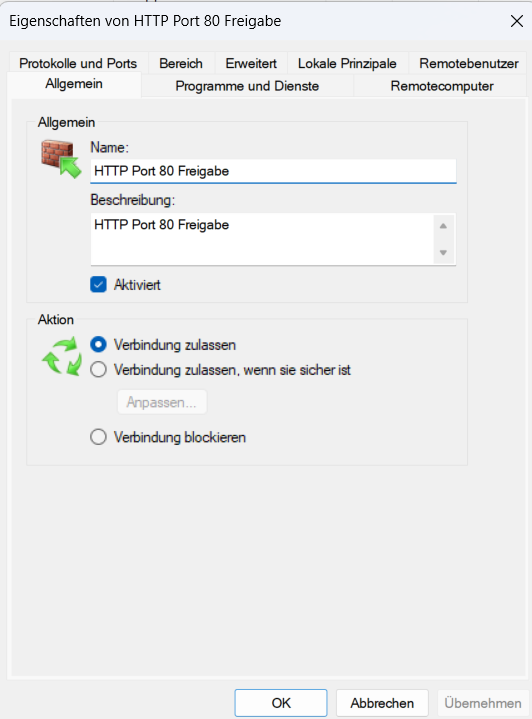 Eigenschaften von HTTP Port 80 Freigabe
Protokolle und Ports Bereich Erweitert Lokale Prinzipale Remotebenutzer
Allgemein Programme und Dienste Remotecomputer
Allgemein
Name:
HTTP Port 80 Freigabe
Beschreibung:
HTTP Port 80 Freigabe
Aktiviert
Aktion
Verbindung zulassen
Verbindung zulassen, wenn sie sicher ist
Anpassen...
Verbindung blockieren
OK Abbrechen Übernehmen